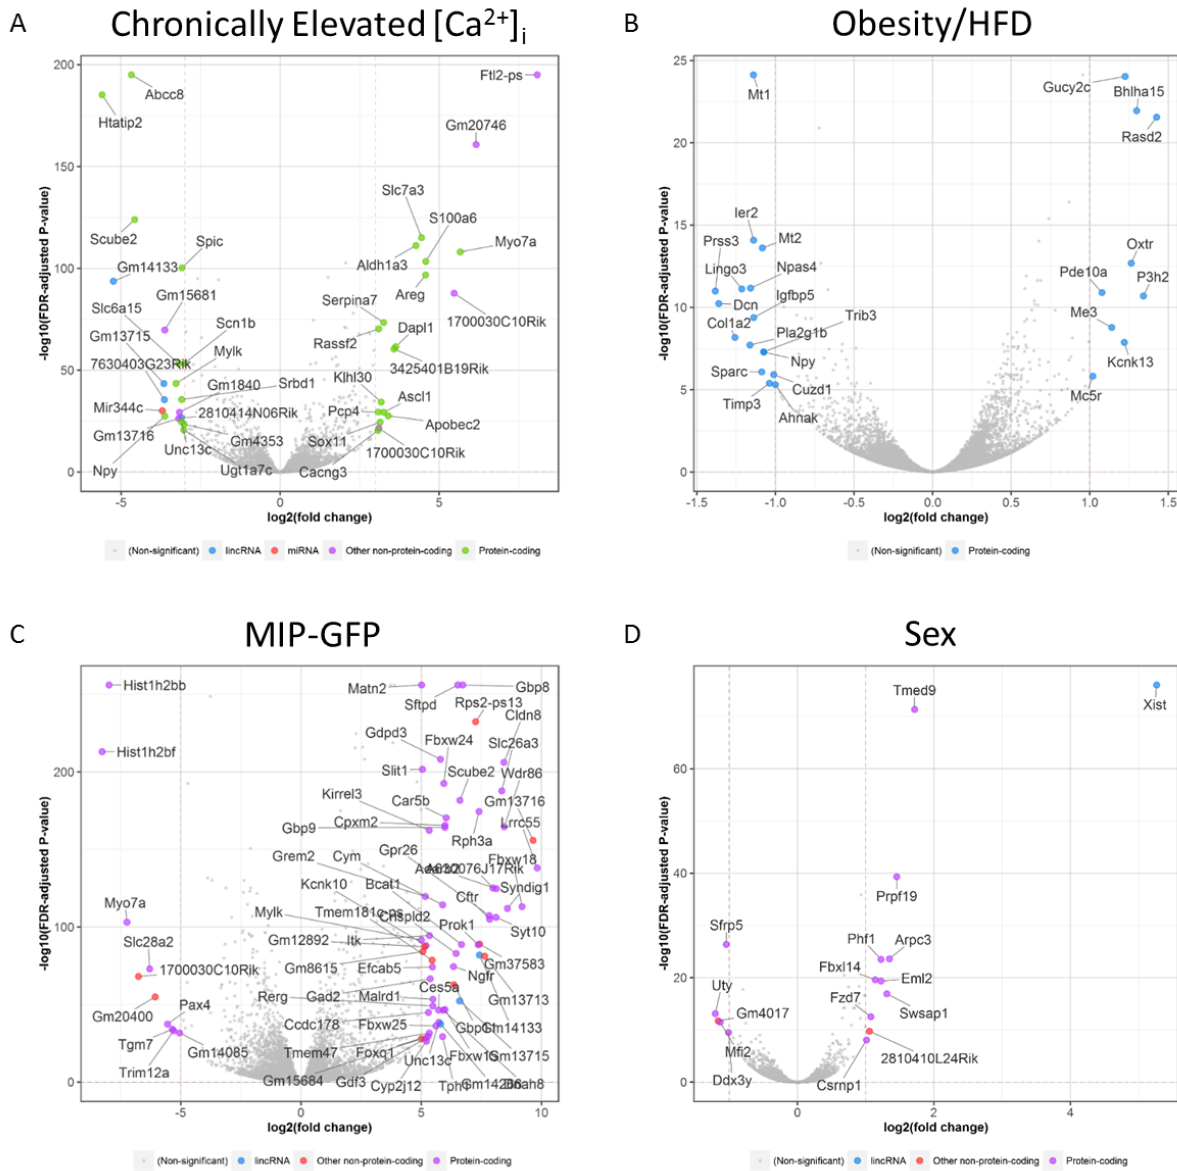 A
Chronically Elevated [Ca2+]i
200
150
100
50
0
-log10(FDR-adjusted P-value)
Abcc8
Htatip2
Ftl2-ps
Gm20746
Slc7a3
S100a6
Scube2
Spic
Myo7a
Gm14133
Aldh1a3
Gm15681
Areg
Slc6a15
Serpina7
Scn1b
Dapl1
1700030C10Rik
Gm13715
Rassf2
7630403G23Rik
Mylk
3425401B19Rik
Klhl30
Gm1840
Srbd1
Ascl1
Mir344c
2810414N06Rik
Pcp4
Apobec2
Gm13716
Gm4353
Sox11
Unc13c
1700030C10Rik
Npy
Ugt1a7c
Cacng3
-5
0
5
log2(fold change)
(Non-significant)
lincRNA
miRNA
Other non-protein-coding
Protein-coding
B
Obesity/HFD
25
20
15
10
5
0
-log10(FDR-adjusted P-value)
Mt1
Gucy2c
Bhlha15
Rasd2
Ier2
Prss3
Mt2
Oxtr
Lingo3
Npas4
Pde10a
P3h2
Dcn
Igfbp5
Me3
Col1a2
Trib3
Pla2g1b
Npy
Kcnk13
Sparc
Cuzd1
Mc5r
Timp3
Ahnak
-1.5
-1.0
-0.5
0.0
0.5
1.0
1.5
log2(fold change)
(Non-significant)
Protein-coding
C
MIP-GFP
200
100
0
-log10(FDR-adjusted P-value)
Hist1h2bb
Matn2
Gbp8
Sftpd
Rps2-ps13
Cldn8
Hist1h2bf
Gdpd3
Fbxw24
Slc26a3
Slit1
Scube2
Wdr86
Kirrel3
Car5b
Gm13716
Gbp9
Cpxm2
Lrrc55
Rph3a
Gpr26
Grem2
Cym
A630076J17Rik
Fbxw18
Kcnk10
Bcat1
Cftr
Syndig1
Myo7a
Mylk
Prok1
Syt10
Slc28a2
Gm12892
Itk
1700030C10Rik
Gm8615
Efcab5
Gm37583
Ngfr
Gm20400
Pax4
Rerg
Gad2
Malrd1
Ces5a
Gm13713
Tgm7
Gm14085
Ccdc178
Fbxw25
Gm14133
Trim12a
Tmem47
Foxq1
Unc13c
Gm13715
Gm15684
Gdf3
Cyp2j12
Tph1
-5
0
5
10
log2(fold change)
(Non-significant)
lincRNA
Other non-protein-coding
Protein-coding
D
Sex
60
40
20
0
-log10(FDR-adjusted P-value)
Tmed9
Xist
Prpf19
Sfrp5
Phf1
Arpc3
Fbxl14
Eml2
Uty
Gm4017
Fzd7
Swsap1
Mfi2
2810410L24Rik
Ddx3y
Csrnp1
0
2
4
log2(fold change)
(Non-significant)
lincRNA
Other non-protein-coding
Protein-coding